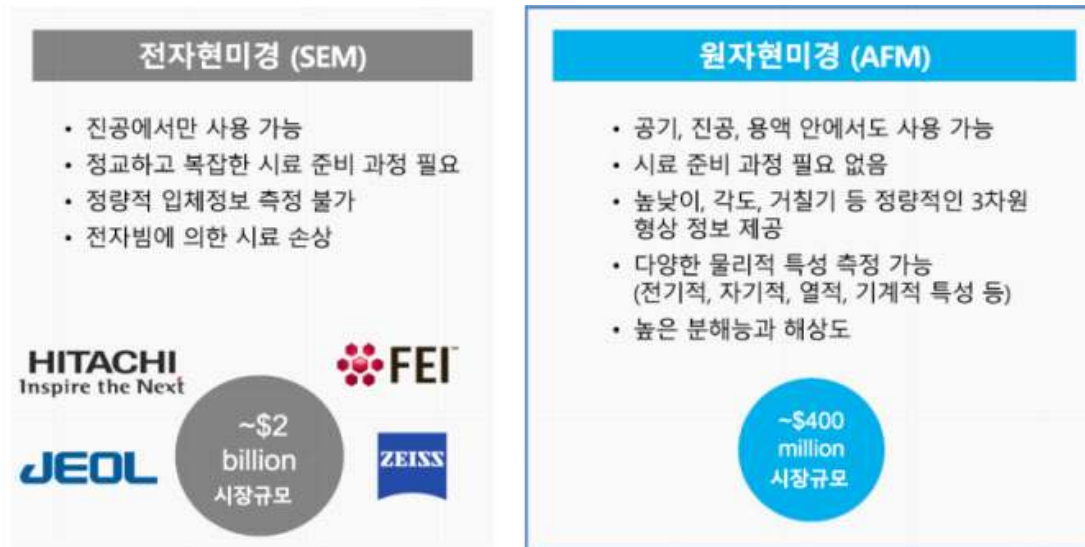 전자현미경 (SEM)
• 진공에서만 사용 가능
• 정교하고 복잡한 시료 준비 과정 필요
• 정량적 입체정보 측정 불가
• 전자빔에 의한 시료 손상
HITACHI
Inspire the Next
FEI™
JEOL
ZEISS
~$2
billion
시장규모
원자현미경 (AFM)
• 공기, 진공, 용액 안에서도 사용 가능
• 시료 준비 과정 필요 없음
• 높낮이, 각도, 거칠기 등 정량적인 3차원
형상 정보 제공
• 다양한 물리적 특성 측정 가능
(전기적, 자기적, 열적, 기계적 특성 등)
• 높은 분해능과 해상도
~$400
million
시장규모